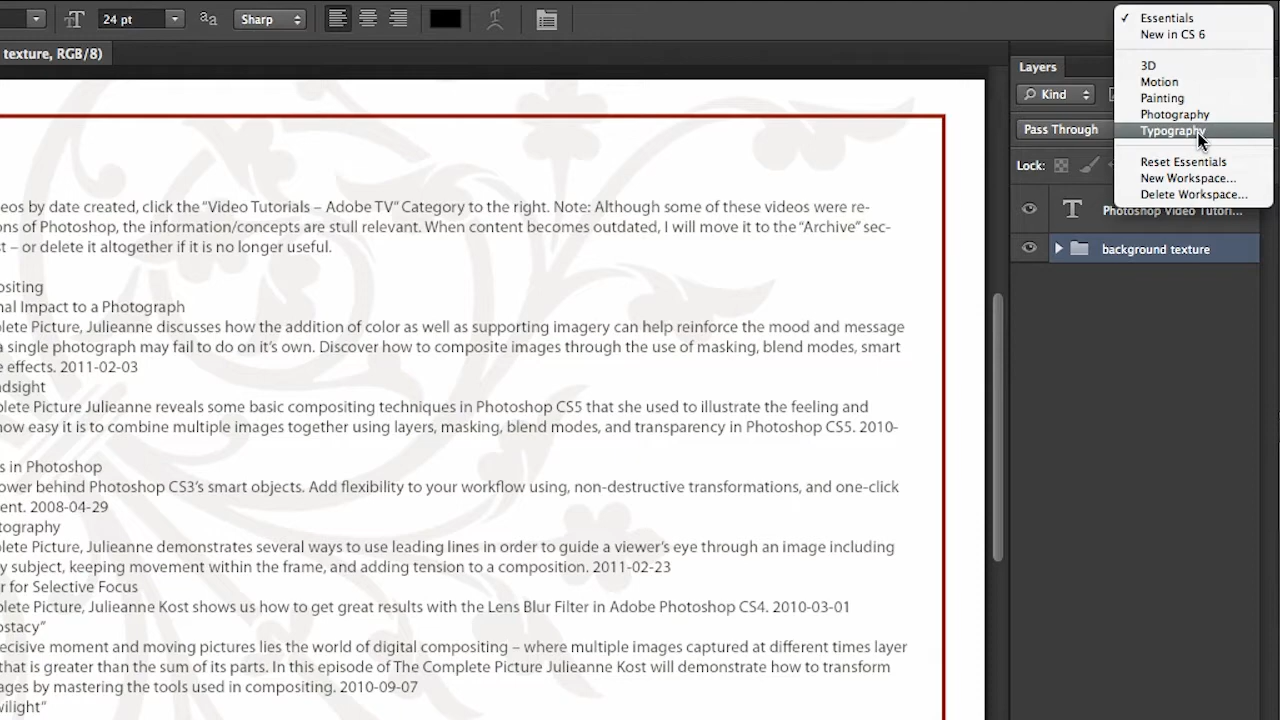 24 pt
aa
Sharp
texture, RGB/8)
✓ Essentials
New in CS 6
3D
Motion
Painting
Photography
Typography
Reset Essentials
New Workspace...
Delete Workspace...
Layers
Kind
Pass Through
Lock:
T Photoshop Video Tutori...
background texture
eos by date created, click the “Video Tutorials – Adobe TV“ Category to the right. Note: Although some of these videos were re-
ons of Photoshop, the information/concepts are stull relevant. When content becomes outdated, I will move it to the “Archive” sec-
t – or delete it altogether if it is no longer useful.
ositing
nal Impact to a Photograph
plete Picture, Julieanne discusses how the addition of color as well as supporting imagery can help reinforce the mood and message
a single photograph may fail to do on it’s own. Discover how to composite images through the use of masking, blend modes, smart
e effects. 2011-02-03
ndsight
plete Picture Julieanne reveals some basic compositing techniques in Photoshop CS5 that she used to illustrate the feeling and
how easy it is to combine multiple images together using layers, masking, blend modes, and transparency in Photoshop CS5. 2010-
s in Photoshop
ower behind Photoshop CS3’s smart objects. Add flexibility to your workflow using, non-destructive transformations, and one-click
ent. 2008-04-29
tography
plete Picture, Julieanne demonstrates several ways to use leading lines in order to guide a viewer’s eye through an image including
y subject, keeping movement within the frame, and adding tension to a composition. 2011-02-23
r for Selective Focus
plete Picture, Julieanne Kost shows us how to get great results with the Lens Blur Filter in Adobe Photoshop CS4. 2010-03-01
ostacy”
ecisive moment and moving pictures lies the world of digital compositing – where multiple images captured at different times layer
that is greater than the sum of its parts. In this episode of The Complete Picture Julieanne Kost will demonstrate how to transform
ages by mastering the tools used in compositing. 2010-09-07
wilight”